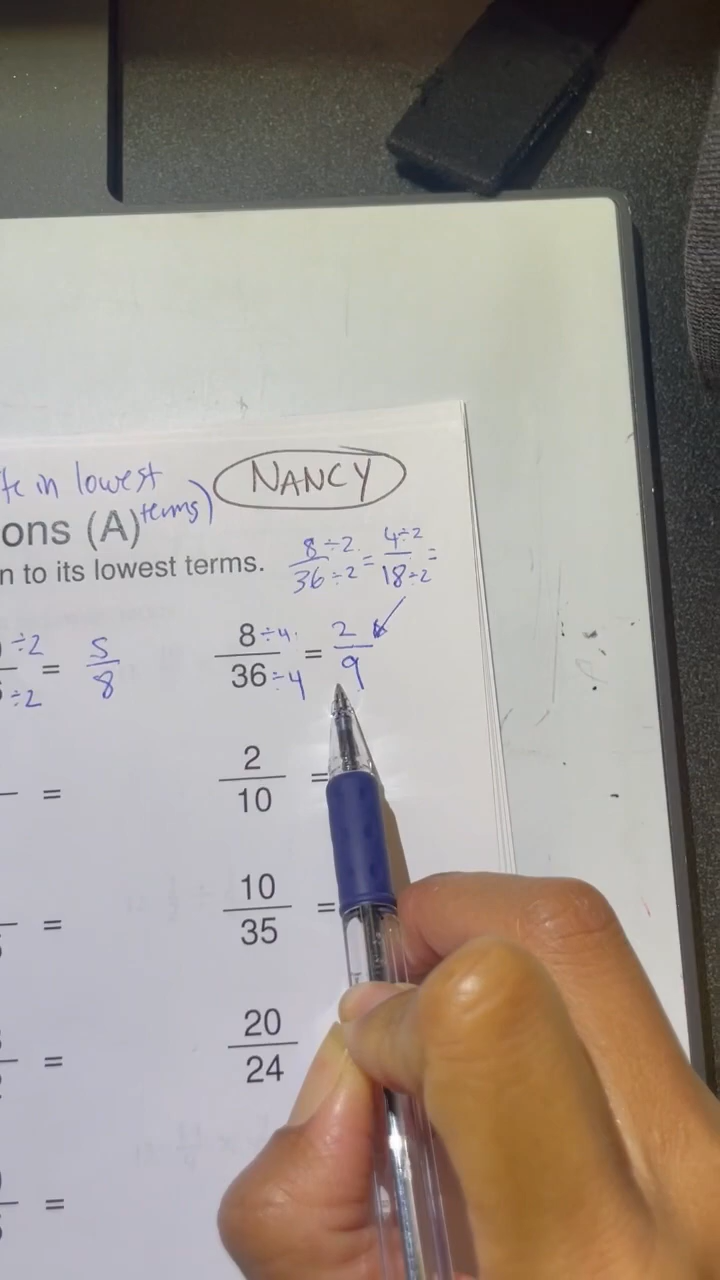 in lowest
terms)
NANCY
ons (A)
n to its lowest terms.
8÷2/36÷2 = 4÷2/18÷2 =
÷2/÷2 = 5/8
8÷4/36÷4 = 2/9
=
2/10 =
=
10/35 =
=
20/24
=